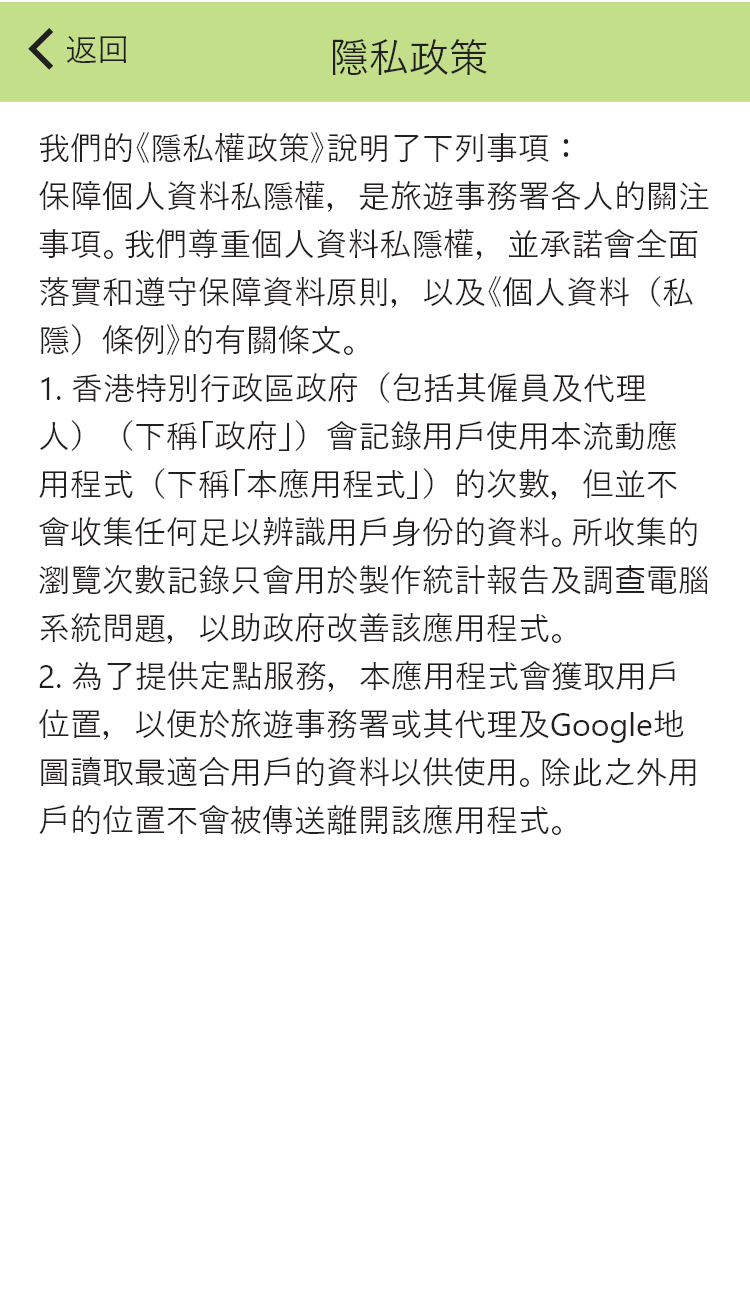 返回
隱私政策
我們的《隱私權政策》說明了下列事項：
保障個人資料私隱權，是旅遊事務署各人的關注
事項。我們尊重個人資料私隱權，並承諾會全面
落實和遵守保障資料原則，以及《個人資料（私
隱）條例》的有關條文。
1. 香港特別行政區政府（包括其僱員及代理
人）（下稱「政府」）會記錄用戶使用本流動應
用程式（下稱「本應用程式」）的次數，但並不
會收集任何足以辨識用戶身份的資料。所收集的
瀏覽次數記錄只會用於製作統計報告及調查電腦
系統問題，以助政府改善該應用程式。
2. 為了提供定點服務，本應用程式會獲取用戶
位置，以便於旅遊事務署或其代理及Google地
圖讀取最適合用戶的資料以供使用。除此之外用
戶的位置不會被傳送離開該應用程式。